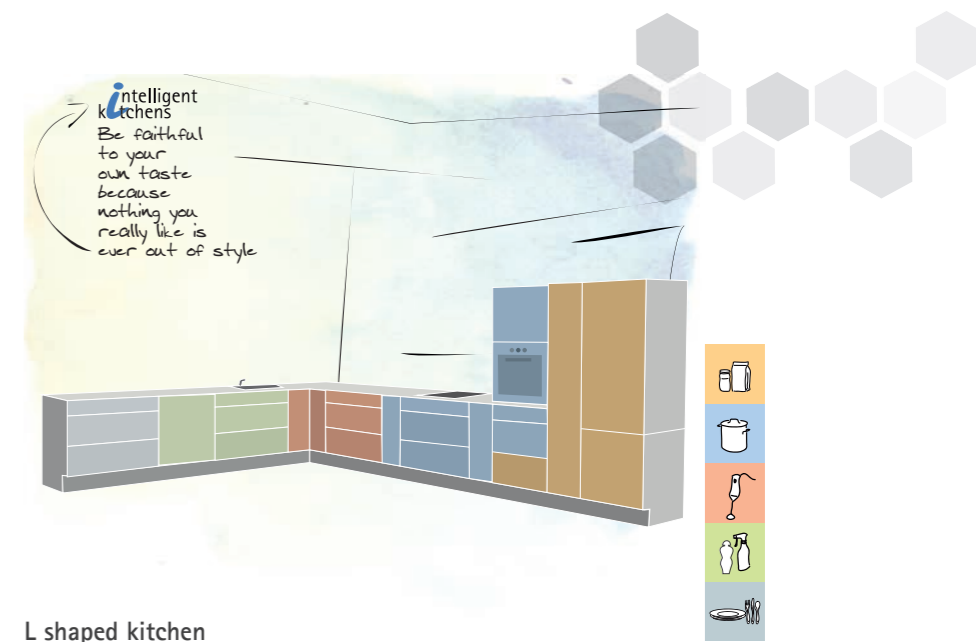 intelligent
kitchens
Be faithful
to your
own taste
because
nothing you
really like is
ever out of style
L shaped kitchen